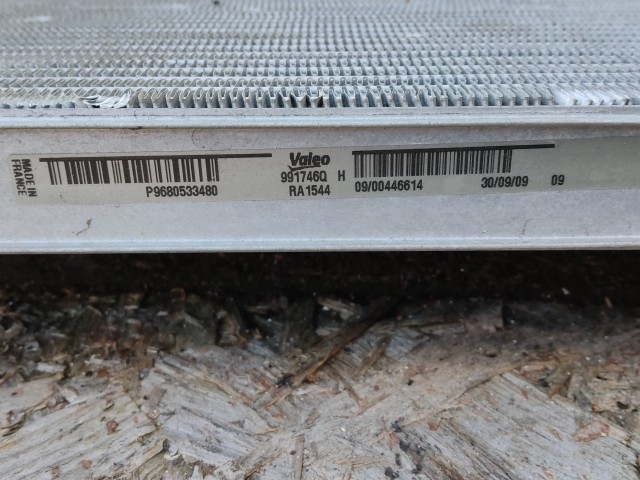 MADE IN
FRANCE
P9680533480
Valeo
991746Q H
RA1544
09/00446614 30/09/09 09